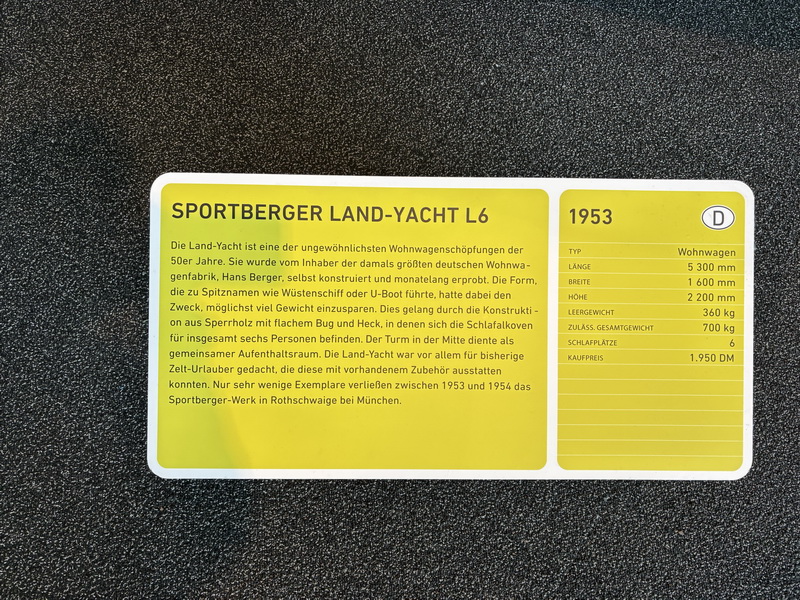 SPORTBERGER LAND-YACHT L6
Die Land-Yacht ist eine der ungewöhnlichsten Wohnwagenschöpfungen der
50er Jahre. Sie wurde vom Inhaber der damals größten deutschen Wohnwa-
genfabrik, Hans Berger, selbst konstruiert und monatelang erprobt. Die Form,
die zu Spitznamen wie Wüstenschiff oder U-Boot führte, hatte dabei den
Zweck, möglichst viel Gewicht einzusparen. Dies gelang durch die Konstrukti -
on aus Sperrholz mit flachem Bug und Heck, in denen sich die Schlafalkoven
für insgesamt sechs Personen befinden. Der Turm in der Mitte diente als
gemeinsamer Aufenthaltsraum. Die Land-Yacht war vor allem für bisherige
Zelt-Urlauber gedacht, die diese mit vorhandenem Zubehör ausstatten
konnten. Nur sehr wenige Exemplare verließen zwischen 1953 und 1954 das
Sportberger-Werk in Rothschwaige bei München.
1953 D
TYP Wohnwagen
LÄNGE 5 300 mm
BREITE 1 600 mm
HÖHE 2 200 mm
LEERGEWICHT 360 kg
ZULÄSS. GESAMTGEWICHT 700 kg
SCHLAFPLÄTZE 6
KAUFPREIS 1.950 DM